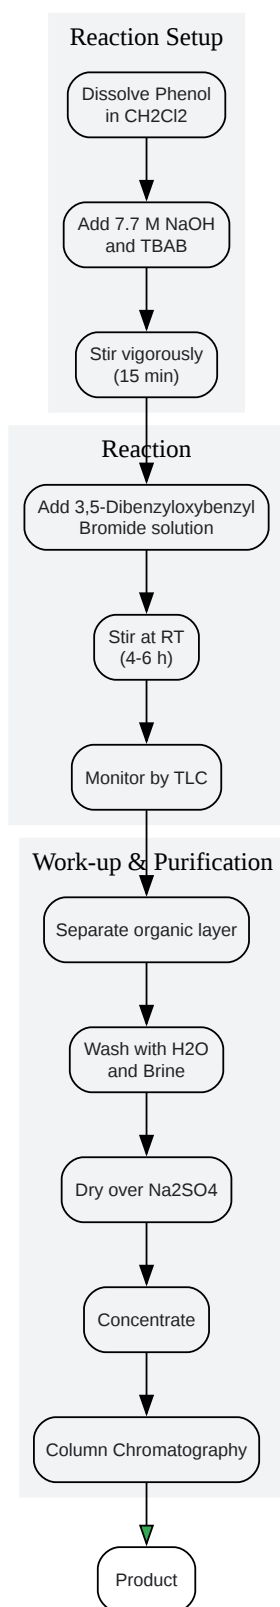 Reaction Setup
Dissolve Phenol
in CH2Cl2
Add 7.7 M NaOH
and TBAB
Stir vigorously
(15 min)
Reaction
Add 3,5-Dibenzyloxybenzyl
Bromide solution
Stir at RT
(4-6 h)
Monitor by TLC
Work-up & Purification
Separate organic layer
Wash with H2O
and Brine
Dry over Na2SO4
Concentrate
Column Chromatography
Product